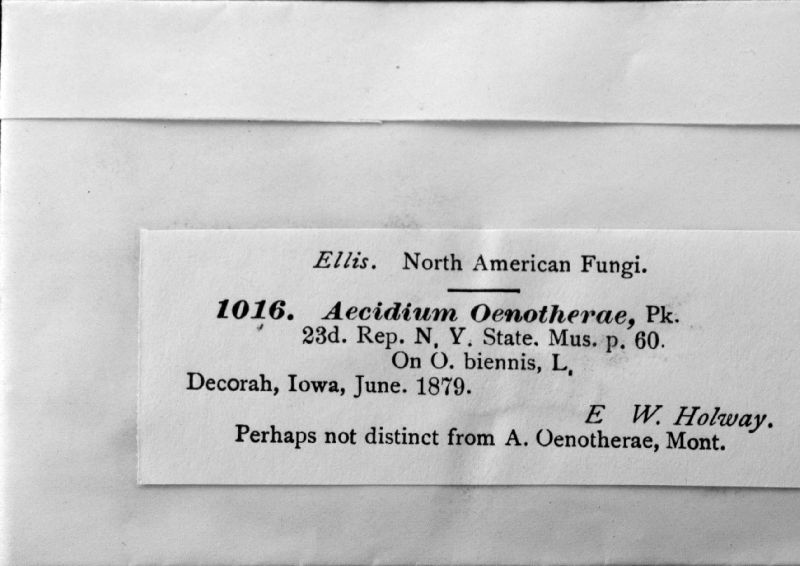 Ellis. North American Fungi.
1016. Aecidium Oenotherae, Pk.
23d. Rep. N. Y. State. Mus. p. 60.
On O. biennis, L.
Decorah, Iowa, June. 1879.
E W. Holway.
Perhaps not distinct from A. Oenotherae, Mont.